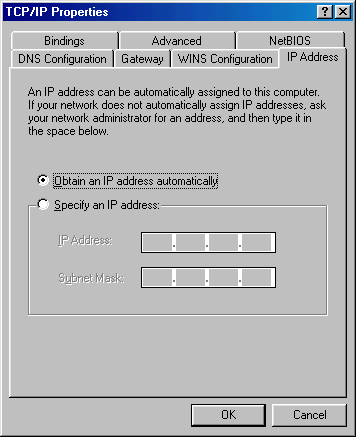 TCP/IP Properties
Bindings Advanced NetBIOS
DNS Configuration Gateway WINS Configuration IP Address
An IP address can be automatically assigned to this computer.
If your network does not automatically assign IP addresses, ask
your network administrator for an address, and then type it in
the space below.
Obtain an IP address automatically
Specify an IP address:
IP Address:
Subnet Mask:
OK Cancel